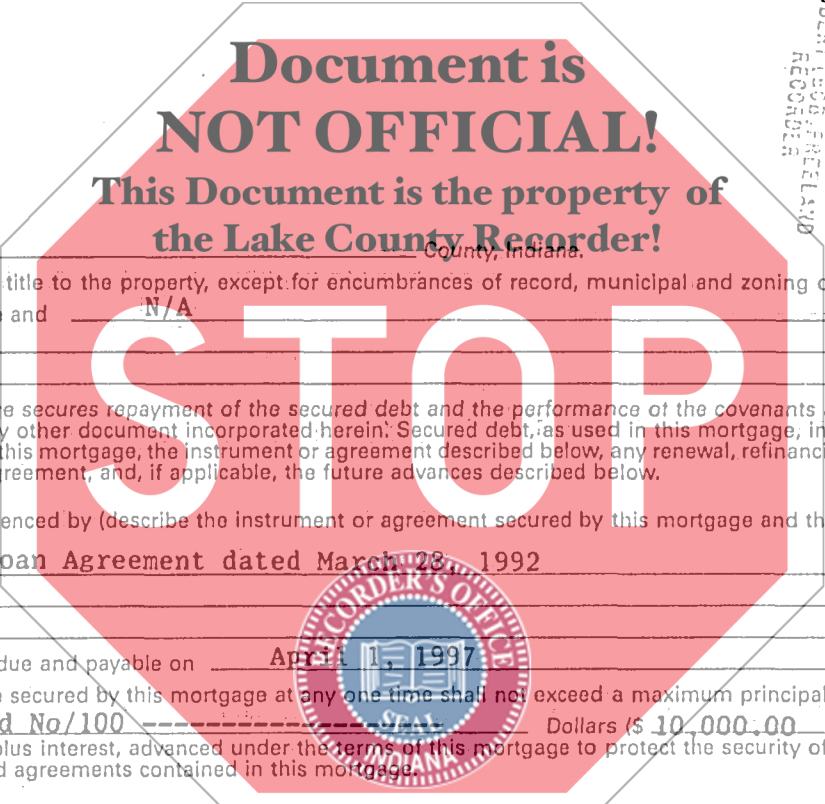 Document is
NOT OFFICIAL!
This Document is the property of
the Lake County Recorder!
County, Indiana.
RECORDER
title to the property, except for encumbrances of record, municipal and zoning
and N/A
STOP
e secures repayment of the secured debt and the performance of the covenants
y other document incorporated herein. Secured debt, as used in this mortgage, in
this mortgage, the instrument or agreement described below, any renewal, refinanci
reement, and, if applicable, the future advances described below.
enced by (describe the instrument or agreement secured by this mortgage and th
oan Agreement dated March 28, 1992
RECORDER'S OFFICE
SEAL
INDIANA
due and payable on April 1, 1997
e secured by this mortgage at any one time shall not exceed a maximum principal
d No/100 -------------------- Dollars ($ 10,000.00
plus interest, advanced under the terms of this mortgage to protect the security of
d agreements contained in this mortgage.